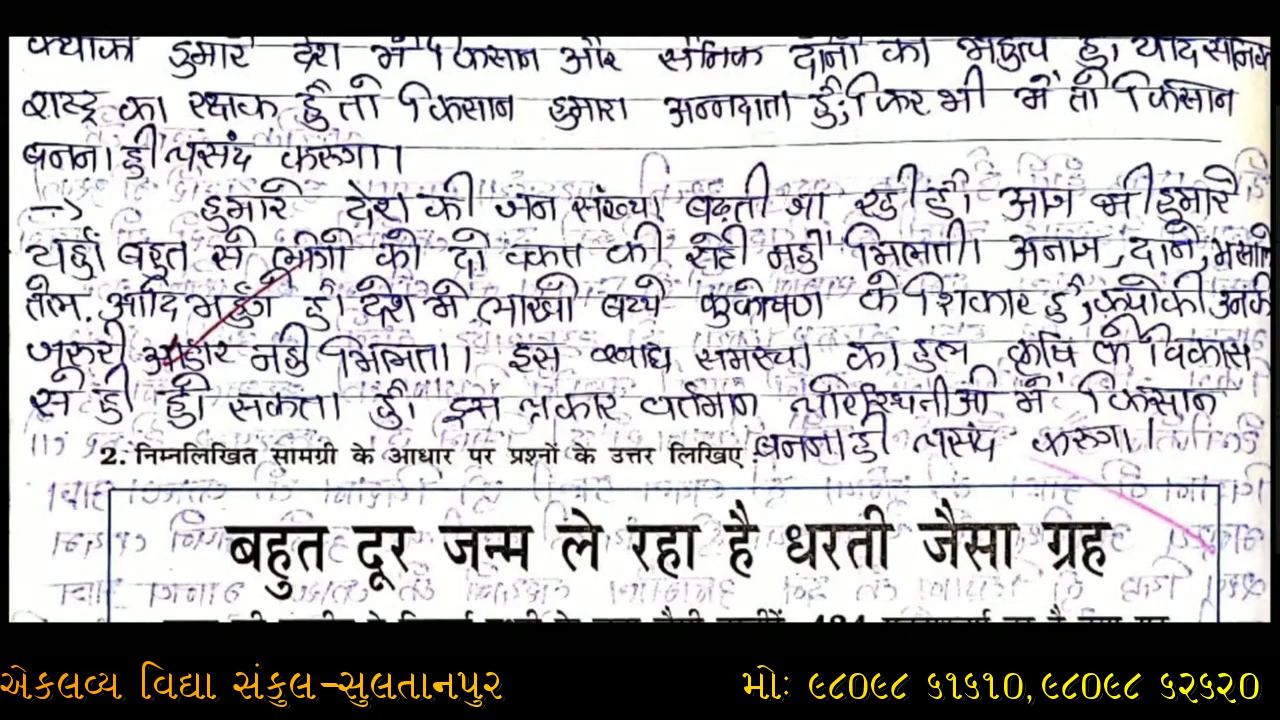 क्योकी हमारे देश में किसान और सैनिक दोनो का महत्व है। यदि सैनिक
राष्ट्र का रक्षक है तो किसान हमारा अन्नदाता है; फिर भी में तो किसान
बनना ही पसंद करुगा।
→ हमारे देश की जन संख्या बढ़ती जा रही है। आज भी हमारे
यहाँ बहुत से लोगो को दो वक्त की रोटी नही मिलती। अनाज, दाने,
तेल. आदि महँगे है। देश मे लाखो बच्चे कुकोषण के शिकार है, क्योकी उनको
जरुरी आहार नही मिलता। इस खाध समस्या का हल कृषि के विकास
से ही हो सकता है। इस प्रकार वर्तमान परिस्थितीओ में किसान
बनना ही पसंद करुगा।
2. निम्नलिखित सामग्री के आधार पर प्रश्नों के उत्तर लिखिए :
बहुत दूर जन्म ले रहा है धरती जैसा ग्रह
એકલવ્ય વિદ્યા સંકુલ-સુલતાનપુર મોઃ ૯૮૦૯૮ ૬૧૬૧૦, ૯૮૦૯૮ ૬૨૬૨૦